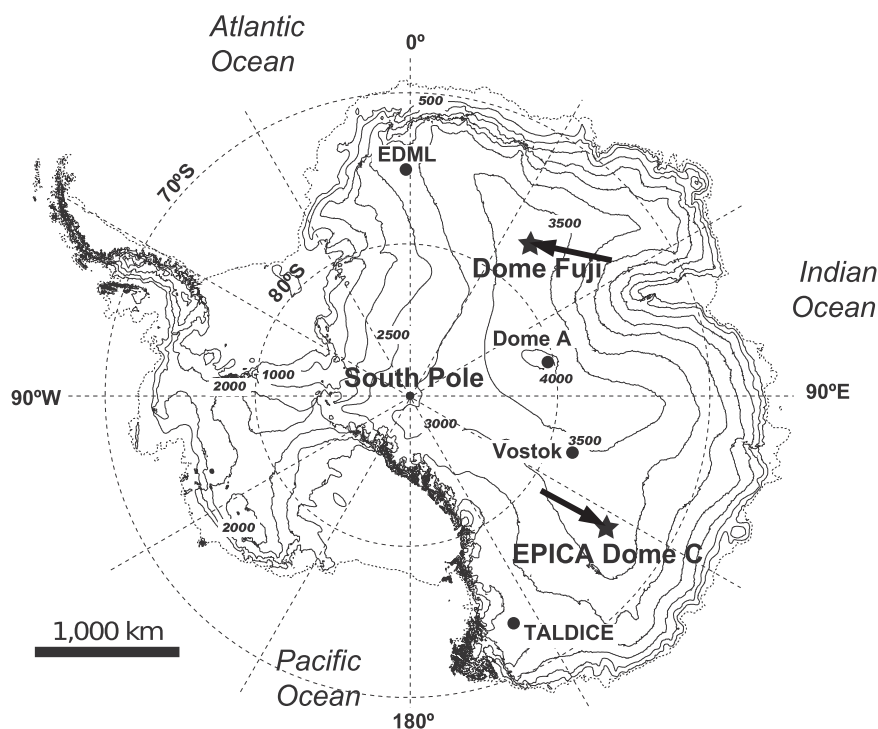 Atlantic
Ocean
0º
500
EDML
70ºS
3500
Dome Fuji
80ºS
Indian
Ocean
2500
Dome A
1000
4000
2000
South Pole
90ºW
90ºE
3000
3500
Vostok
2000
EPICA Dome C
1,000 km
TALDICE
Pacific
Ocean
180º